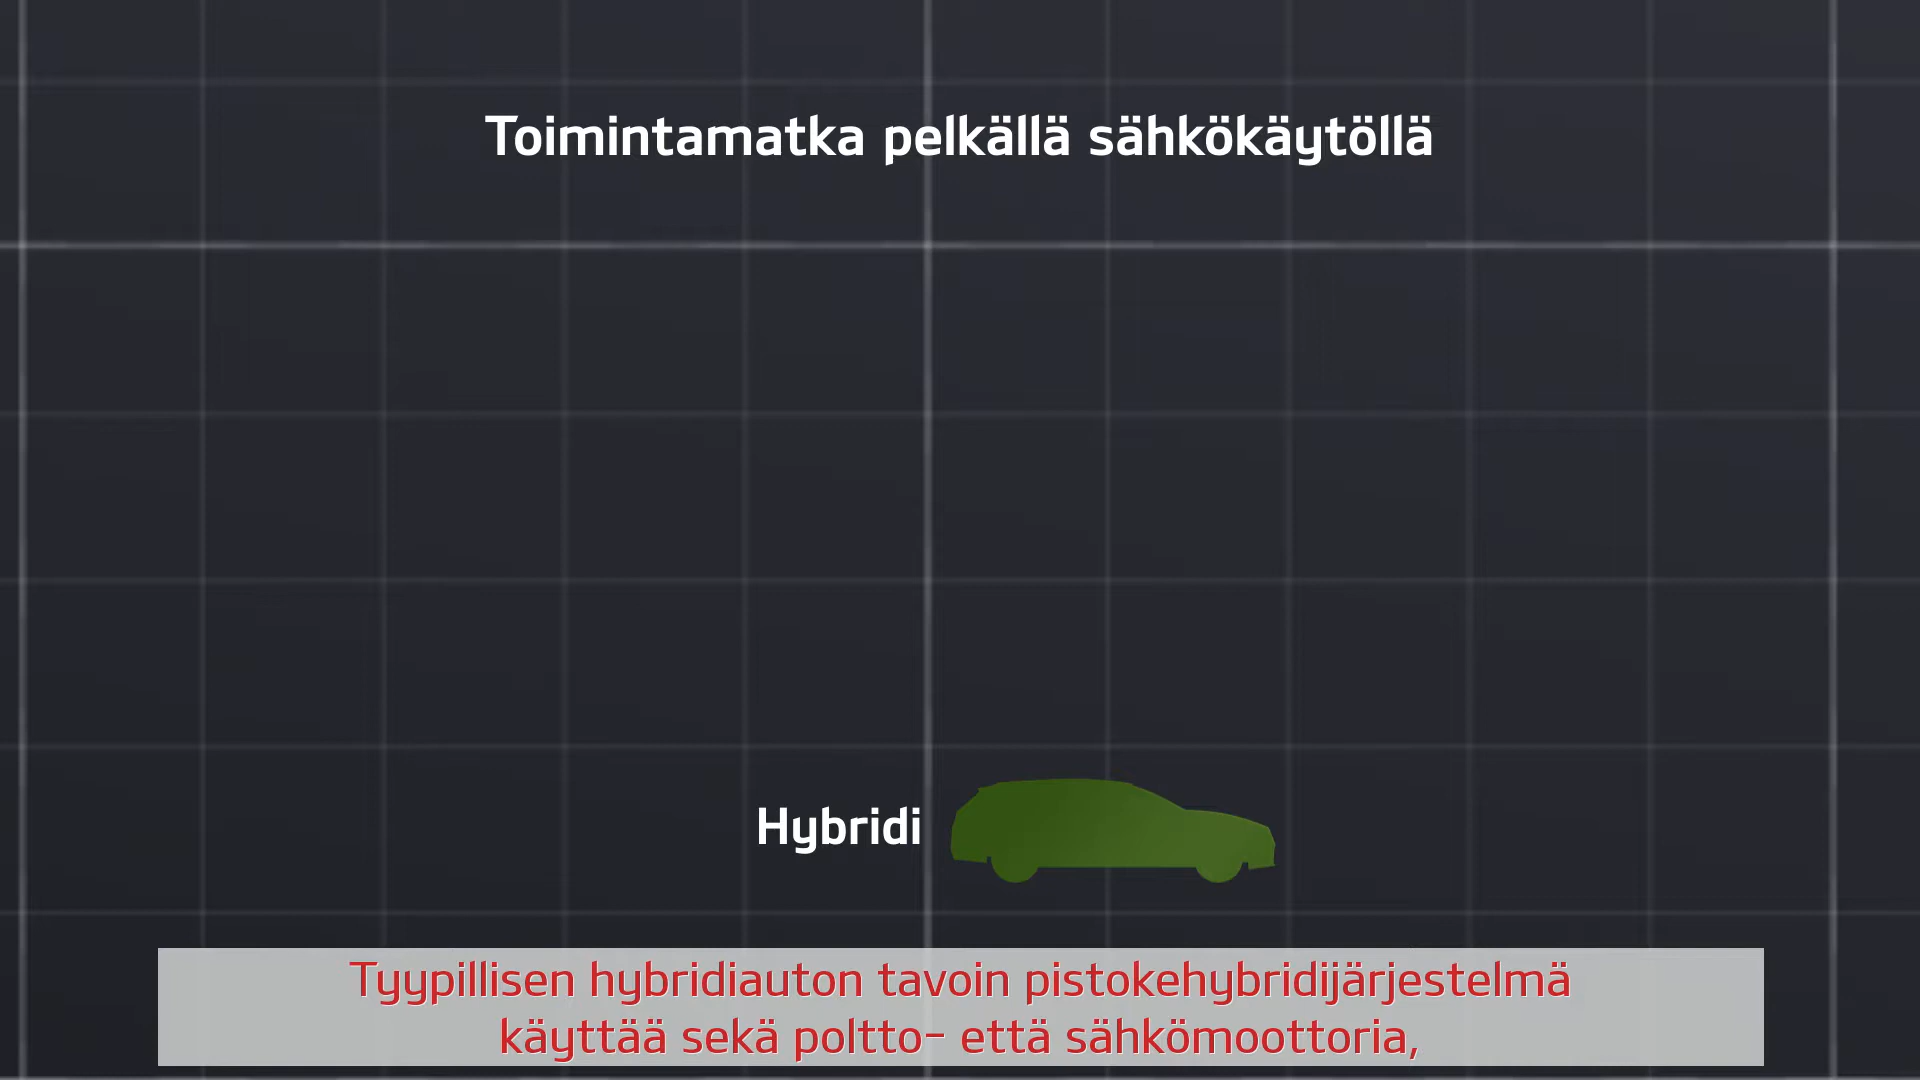 Toimintamatka pelkällä sähkökäytöllä
Hybridi
Tyypillisen hybridiauton tavoin pistokehybridijärjestelmä
käyttää sekä poltto- että sähkömoottoria,